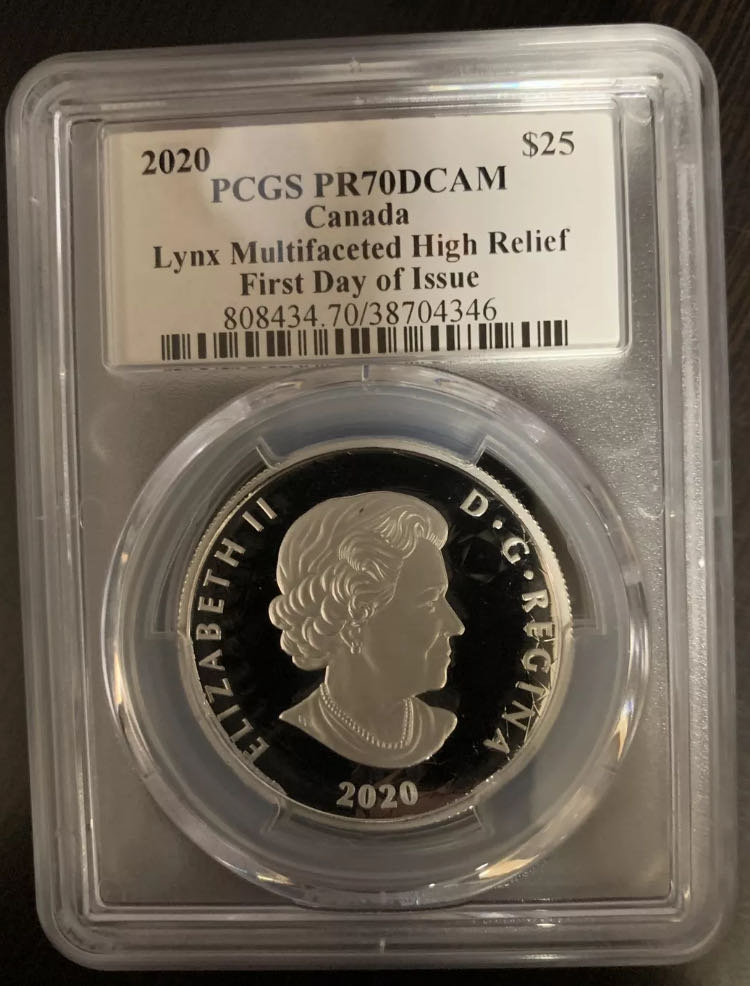 2020 $25
PCGS PR70DCAM
Canada
Lynx Multifaceted High Relief
First Day of Issue
808434.70/38704346
ELIZABETH II
D·G·REGINA
2020